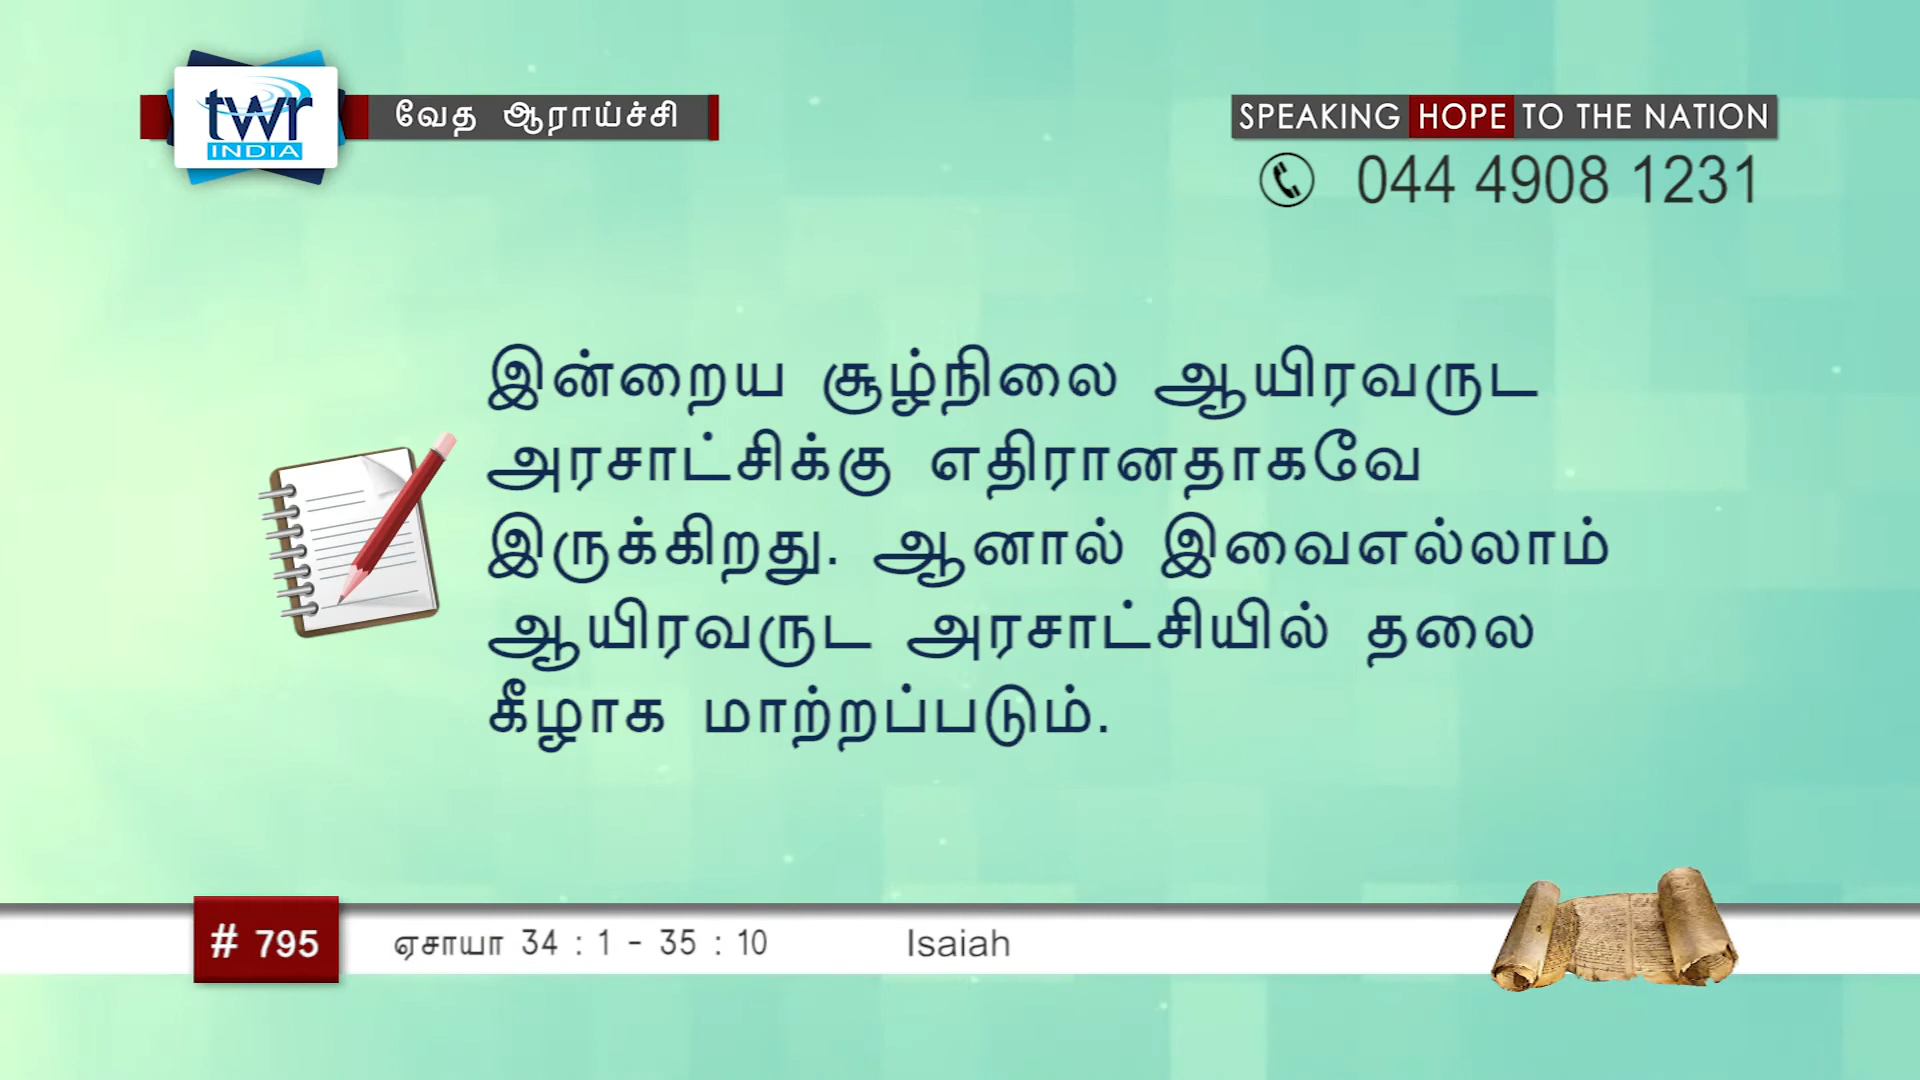 twr
INDIA
வேத ஆராய்ச்சி
SPEAKING HOPE TO THE NATION
044 4908 1231
இன்றைய சூழ்நிலை ஆயிரவருட
அரசாட்சிக்கு எதிரானதாகவே
இருக்கிறது. ஆனால் இவைஎல்லாம்
ஆயிரவருட அரசாட்சியில் தலை
கீழாக மாற்றப்படும்.
# 795
ஏசாயா 34 : 1 - 35 : 10
Isaiah